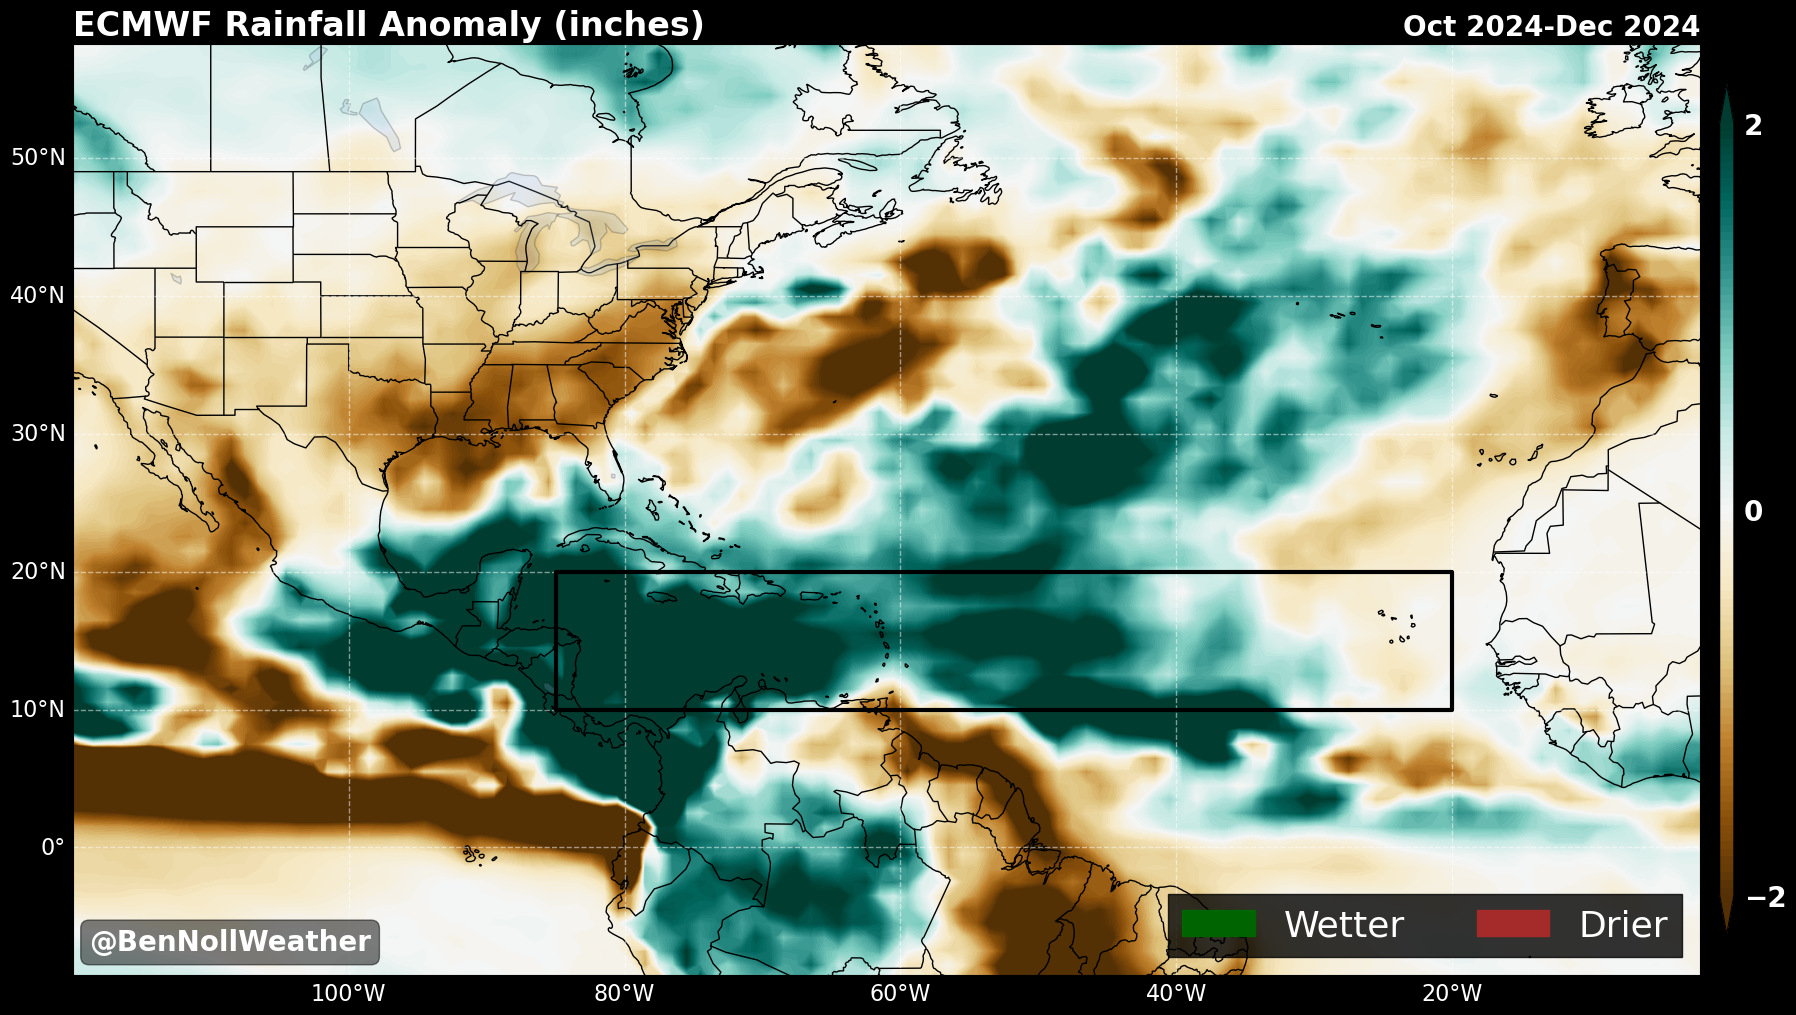 ECMWF Rainfall Anomaly (inches)
Oct 2024-Dec 2024
50°N
40°N
30°N
20°N
10°N
0°
2
0
−2
@BenNollWeather
Wetter
Drier
100°W
80°W
60°W
40°W
20°W